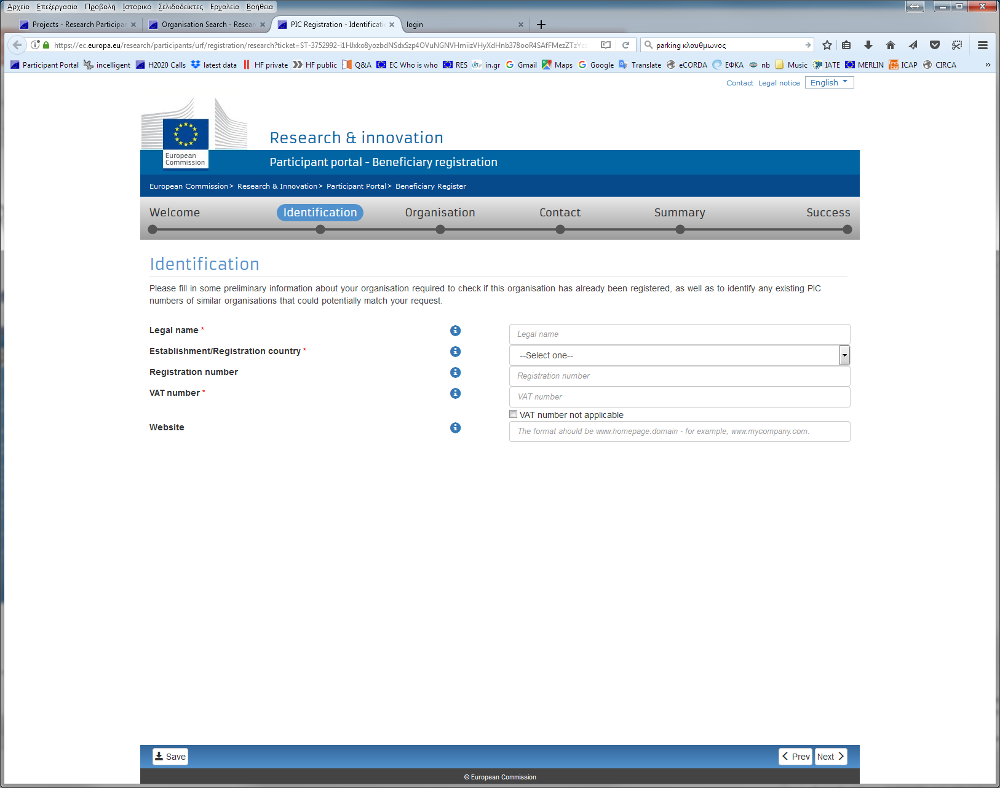 Αρχείο Επεξεργασία Προβολή Ιστορικό Σελιδοδείκτες Εργαλεία Βοήθεια
Projects - Research Participan PIC Organisation Search - Resear PIC Registration - Identificati login
https://ec.europa.eu/research/participants/urf/registration/research?ticket=ST-3752992- parking κλαυθμωνος
Participant Portal incelligent H2020 Calls latest data HF private HF public Q&A EC Who is who RES in.gr Gmail Maps Google Translate eCORDA ΕΦΚΑ nb Music IATE MERLIN ICAP CIRCA »
Contact Legal notice English
Research & innovation
European
Commission
Participant portal - Beneficiary registration
European Commission > Research & Innovation > Participant Portal > Beneficiary Register
Welcome Identification Organisation Contact Summary Success
Identification
Please fill in some preliminary information about your organisation required to check if this organisation has already been registered, as well as to identify any existing PIC
numbers of similar organisations that could potentially match your request.
Legal name * Legal name
Establishment/Registration country * --Select one--
Registration number Registration number
VAT number * VAT number
VAT number not applicable
Website The format should be www.homepage.domain - for example, www.mycompany.com.
Save Prev Next
© European Commission